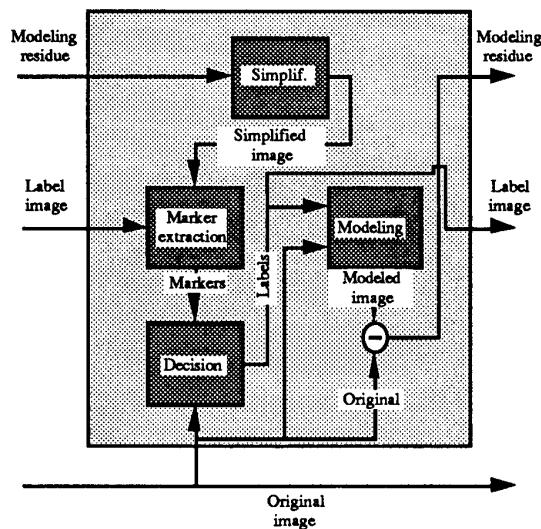 Modeling
residue
Modeling
residue
Simplif.
Simplified
image
Label
image
Label
image
Marker
extraction
Modeling
Labels
Markers
Modeled
image
Decision
Original
Original
image